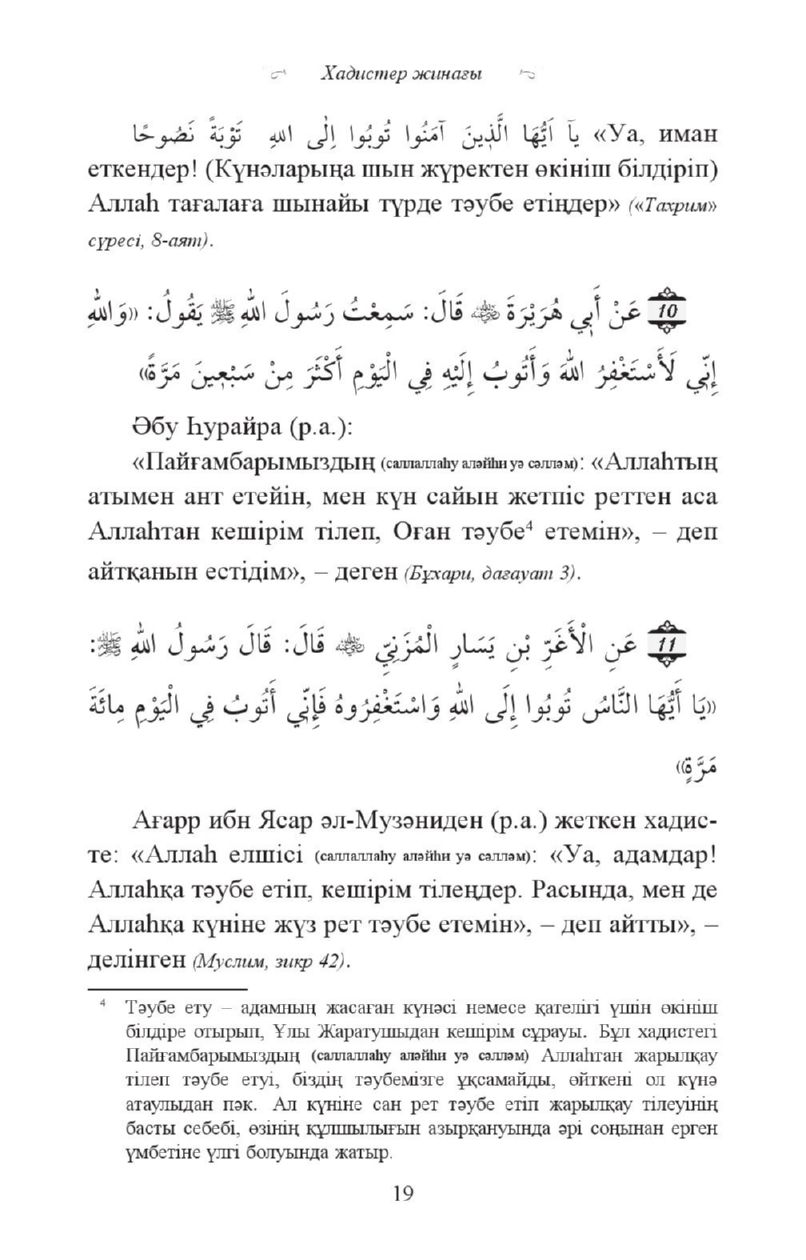 Хадистер жинағы
يَآ اَيُّهَا الَّذِينَ آمَنُوا تُوبُوا اِلَى اللهِ تَوْبَةً نَصُوحًا «Уа, иман
еткендер! (Күнәларыңа шын жүректен өкініш білдіріп)
Аллаһ тағалаға шынайы түрде тәубе етіңдер» («Тахрим»
сүресі, 8-аят).
10 عَنْ أَبِي هُرَيْرَةَ ﷺ قَالَ: سَمِعْتُ رَسُولَ اللهِ ﷺ يَقُولُ: «وَاللهِ
إِنِّي لَأَسْتَغْفِرُ اللهَ وَأَتُوبُ إِلَيْهِ فِي الْيَوْمِ أَكْثَرَ مِنْ سَبْعِينَ مَرَّةً»
Әбу Һурайра (р.а.):
«Пайғамбарымыздың (саллаллаһу аләйһи уә сәлләм): «Аллаһтың
атымен ант етейін, мен күн сайын жетпіс реттен аса
Аллаһтан кешірім тілеп, Оған тәубе⁴ етемін», – деп
айтқанын естідім», – деген (Бұхари, дағауат 3).
11 عَنِ الْأَغَرِّ بْنِ يَسَارٍ الْمُزَنِيِّ قَالَ: قَالَ رَسُولُ اللهِ ﷺ:
«يَا أَيُّهَا النَّاسُ تُوبُوا إِلَى اللهِ وَاسْتَغْفِرُوهُ فَإِنِّي أَتُوبُ فِي الْيَوْمِ مِائَةَ
مَرَّةٍ»
Ағарр ибн Ясар әл-Музәниден (р.а.) жеткен хадис-
те: «Аллаһ елшісі (саллаллаһу аләйһи уә сәлләм): «Уа, адамдар!
Аллаһқа тәубе етіп, кешірім тілеңдер. Расында, мен де
Аллаһқа күніне жүз рет тәубе етемін», – деп айтты», –
делінген (Муслим, зикр 42).
⁴ Тәубе ету – адамның жасаған күнәсі немесе қателігі үшін өкініш
білдіре отырып, Ұлы Жаратушыдан кешірім сұрауы. Бұл хадистегі
Пайғамбарымыздың (саллаллаһу аләйһи уә сәлләм) Аллаһтан жарылқау
тілеп тәубе етуі, біздің тәубемізге ұқсамайды, өйткені ол күнә
атаулыдан пәк. Ал күніне сан рет тәубе етіп жарылқау тілеуінің
басты себебі, өзінің құлшылығын азырқануында әрі соңынан ерген
үмбетіне үлгі болуында жатыр.
19